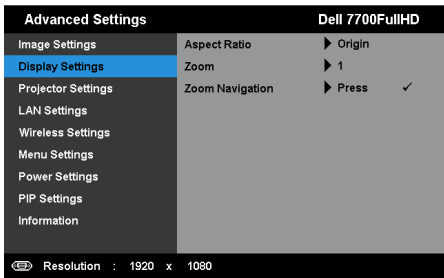 Advanced Settings Dell 7700FullHD
Image Settings Aspect Ratio Origin
Display Settings Zoom 1
Projector Settings Zoom Navigation Press ✓
LAN Settings
Wireless Settings
Menu Settings
Power Settings
PIP Settings
Information
Resolution : 1920 x 1080